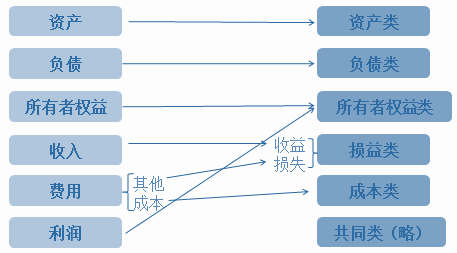 资产 资产类
负债 负债类
所有者权益 所有者权益类
收入 收益 损益类
损失
费用 其他 成本类
成本
利润 共同类（略）